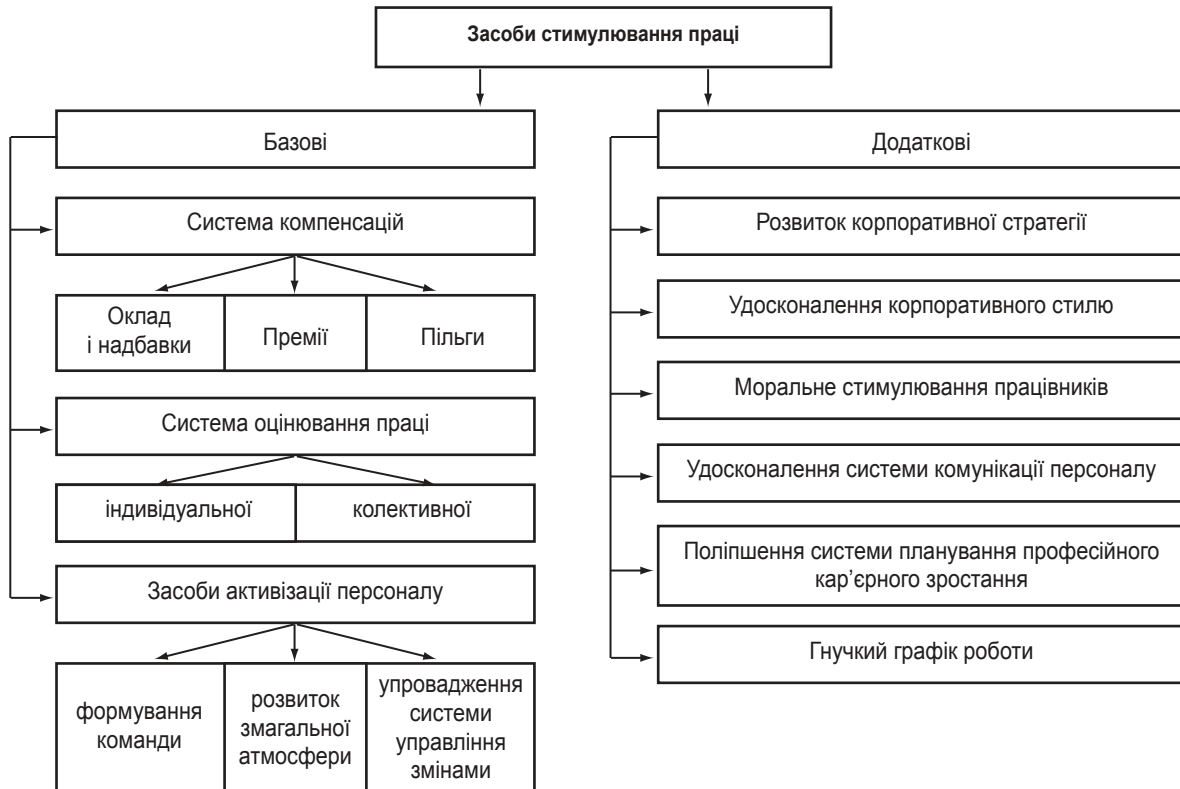 Засоби стимулювання праці
Базові
Система компенсацій
Оклад
і надбавки
Премії
Пільги
Система оцінювання праці
індивідуальної
колективної
Засоби активізації персоналу
формування
команди
розвиток
змагальної
атмосфери
упровадження
системи
управління
змінами
Додаткові
Розвиток корпоративної стратегії
Удосконалення корпоративного стилю
Моральне стимулювання працівників
Удосконалення системи комунікації персоналу
Поліпшення системи планування професійного
кар’єрного зростання
Гнучкий графік роботи